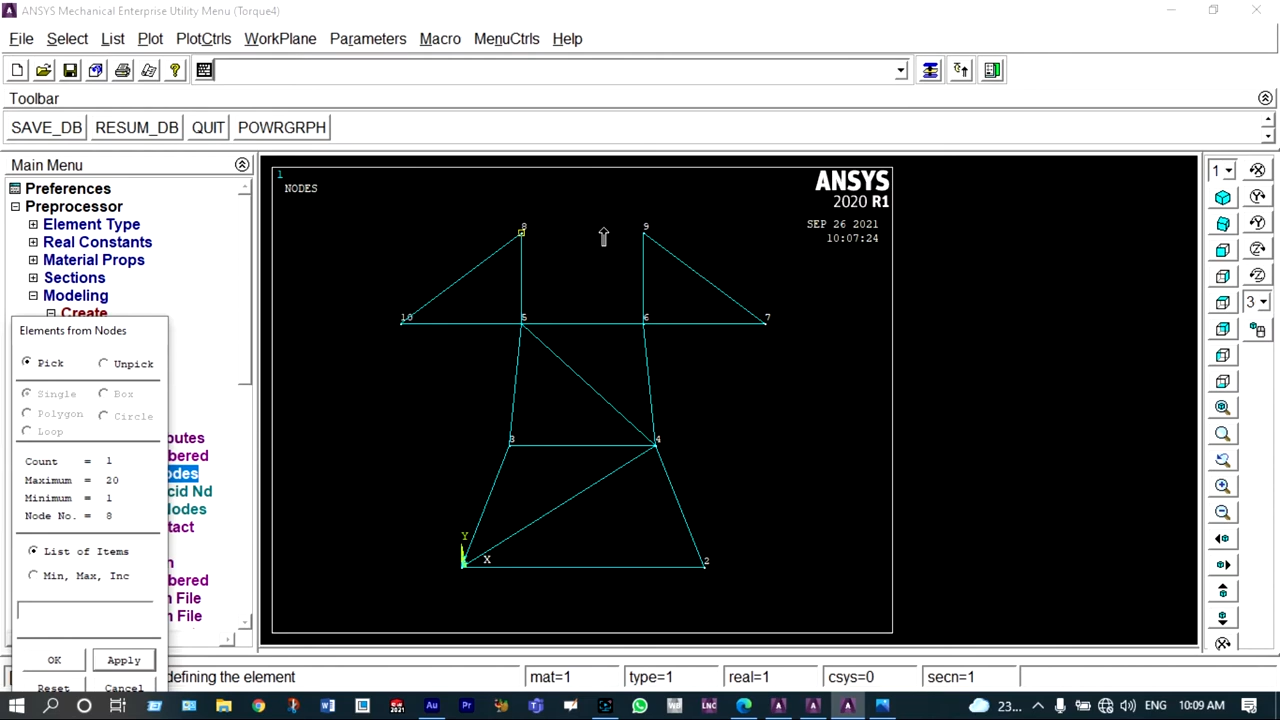 ANSYS Mechanical Enterprise Utility Menu (Torque4)
File Select List Plot PlotCtrls WorkPlane Parameters Macro MenuCtrls Help
Toolbar
SAVE_DB RESUM_DB QUIT POWRGRPH
Main Menu
Preferences
Preprocessor
Element Type
Real Constants
Material Props
Sections
Modeling
Create
Elements from Nodes
Pick Unpick
Single Box
Polygon Circle
Loop
Count = 1
Maximum = 20
Minimum = 1
Node No. = 8
List of Items
Min, Max, Inc
OK Apply
Reset Cancel
butes
bered
odes
cid Nd
Nodes
tact
n
bered
n File
n File
1
NODES
ANSYS
2020 R1
SEP 26 2021
10:07:24
8 9
10 5 6 7
3 4
Y
X 2
1
3
defining the element mat=1 type=1 real=1 csys=0 secn=1
23... ENG 10:09 AM